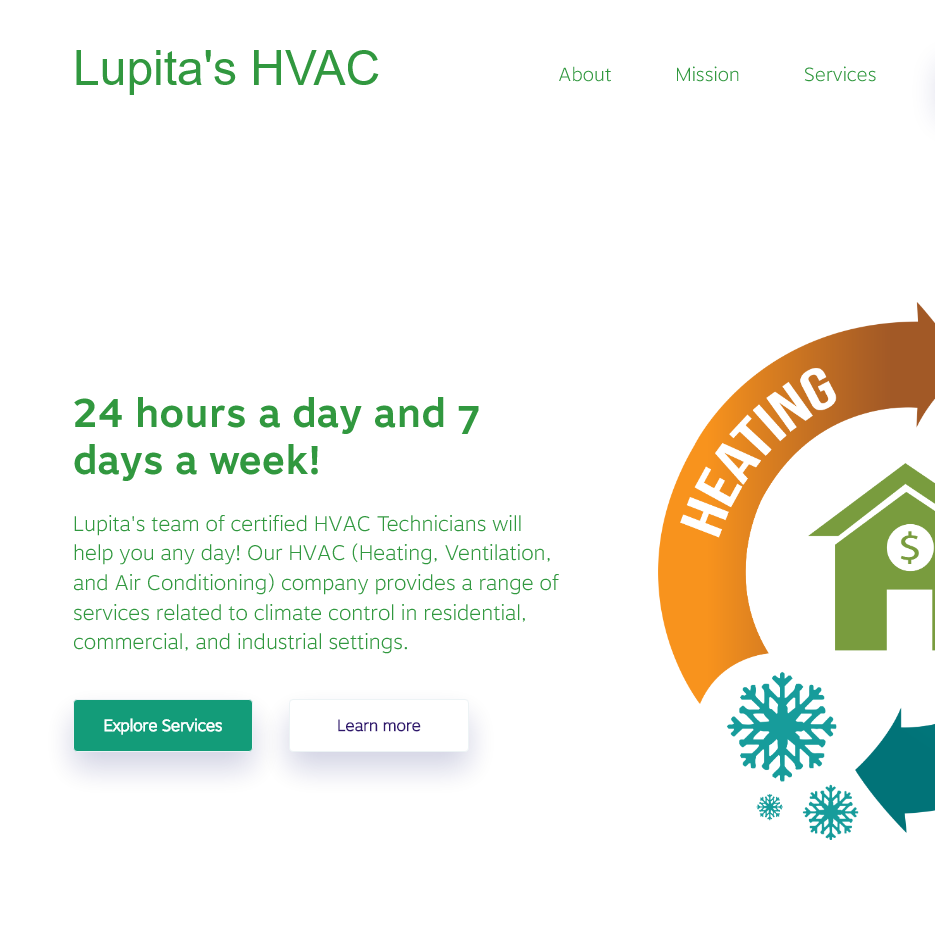 Lupita's HVAC
About
Mission
Services
24 hours a day and 7
days a week!
Lupita's team of certified HVAC Technicians will
help you any day! Our HVAC (Heating, Ventilation,
and Air Conditioning) company provides a range of
services related to climate control in residential,
commercial, and industrial settings.
Explore Services
Learn more
HEATING
$